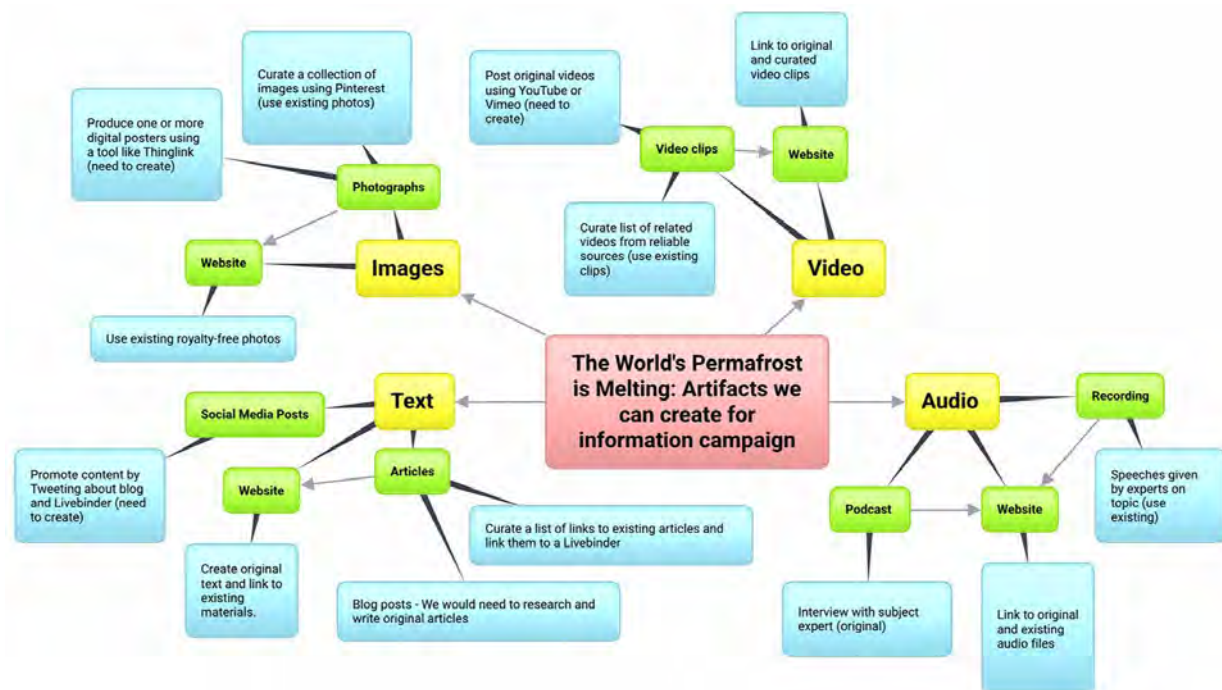 Curate a collection of
images using Pinterest
(use existing photos)
Produce one or more
digital posters using
a tool like Thinglink
(need to create)
Photographs
Website
Images
Use existing royalty-free photos
Post original videos
using YouTube or
Vimeo (need to
create)
Link to original
and curated
video clips
Video clips
Website
Curate list of related
videos from reliable
sources (use existing
clips)
Video
The World's Permafrost
is Melting: Artifacts we
can create for
information campaign
Text
Social Media Posts
Promote content by
Tweeting about blog
and Livebinder (need
to create)
Website
Articles
Create original
text and link to
existing
materials.
Curate a list of links to existing articles and
link them to a Livebinder
Blog posts - We would need to research and
write original articles
Audio
Recording
Speeches given
by experts on
topic (use
existing)
Podcast
Website
Interview with subject
expert (original)
Link to original
and existing
audio files